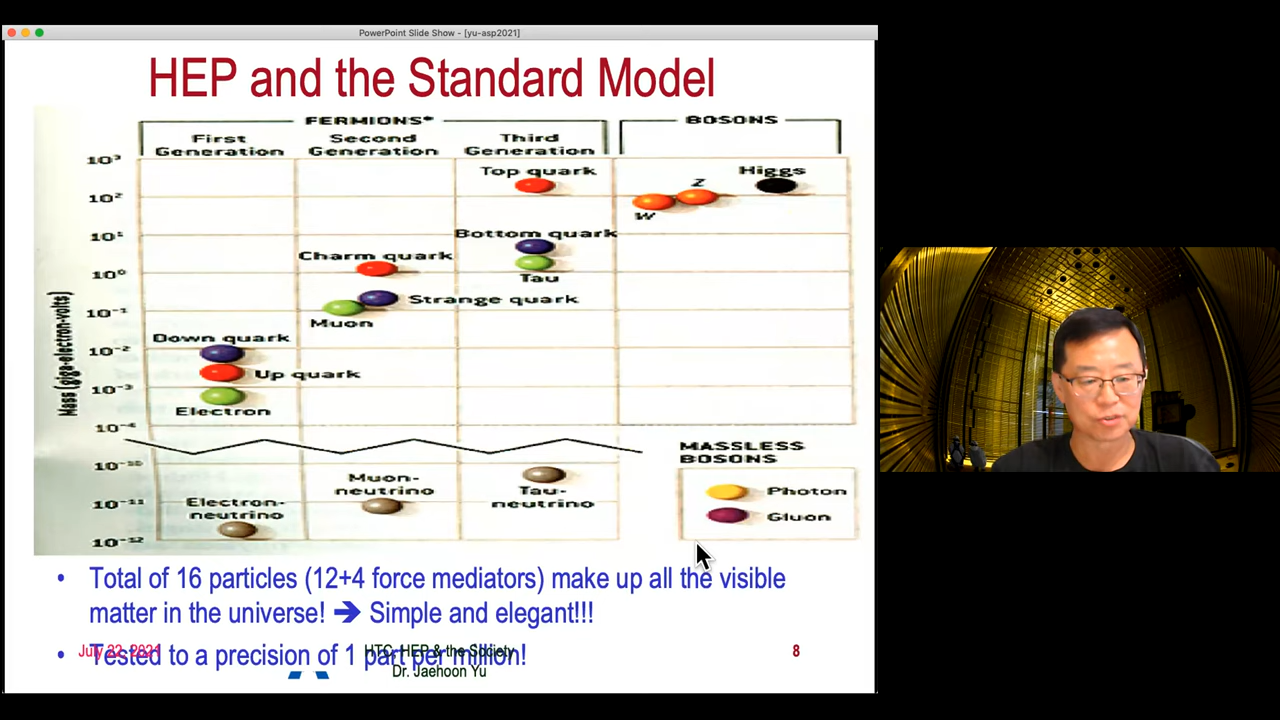 PowerPoint Slide Show - [yu-asp2021]
HEP and the Standard Model
FERMIONS*
BOSONS
First Generation
Second Generation
Third Generation
Mass (giga-electron-volts)
10³
10²
10¹
10⁰
10⁻¹
10⁻²
10⁻³
10⁻⁴
10⁻¹⁰
10⁻¹¹
10⁻¹²
Top quark
Z
Higgs
W
Bottom quark
Charm quark
Tau
Strange quark
Muon
Down quark
Up quark
Electron
MASSLESS
BOSONS
Muon-
neutrino
Tau-
neutrino
Electron-
neutrino
Photon
Gluon
• Total of 16 particles (12+4 force mediators) make up all the visible
matter in the universe! ➔ Simple and elegant!!!
• Tested to a precision of 1 part per million!
July 22, 2021
HTC: HEP & the Society
Dr. Jaehoon Yu
8